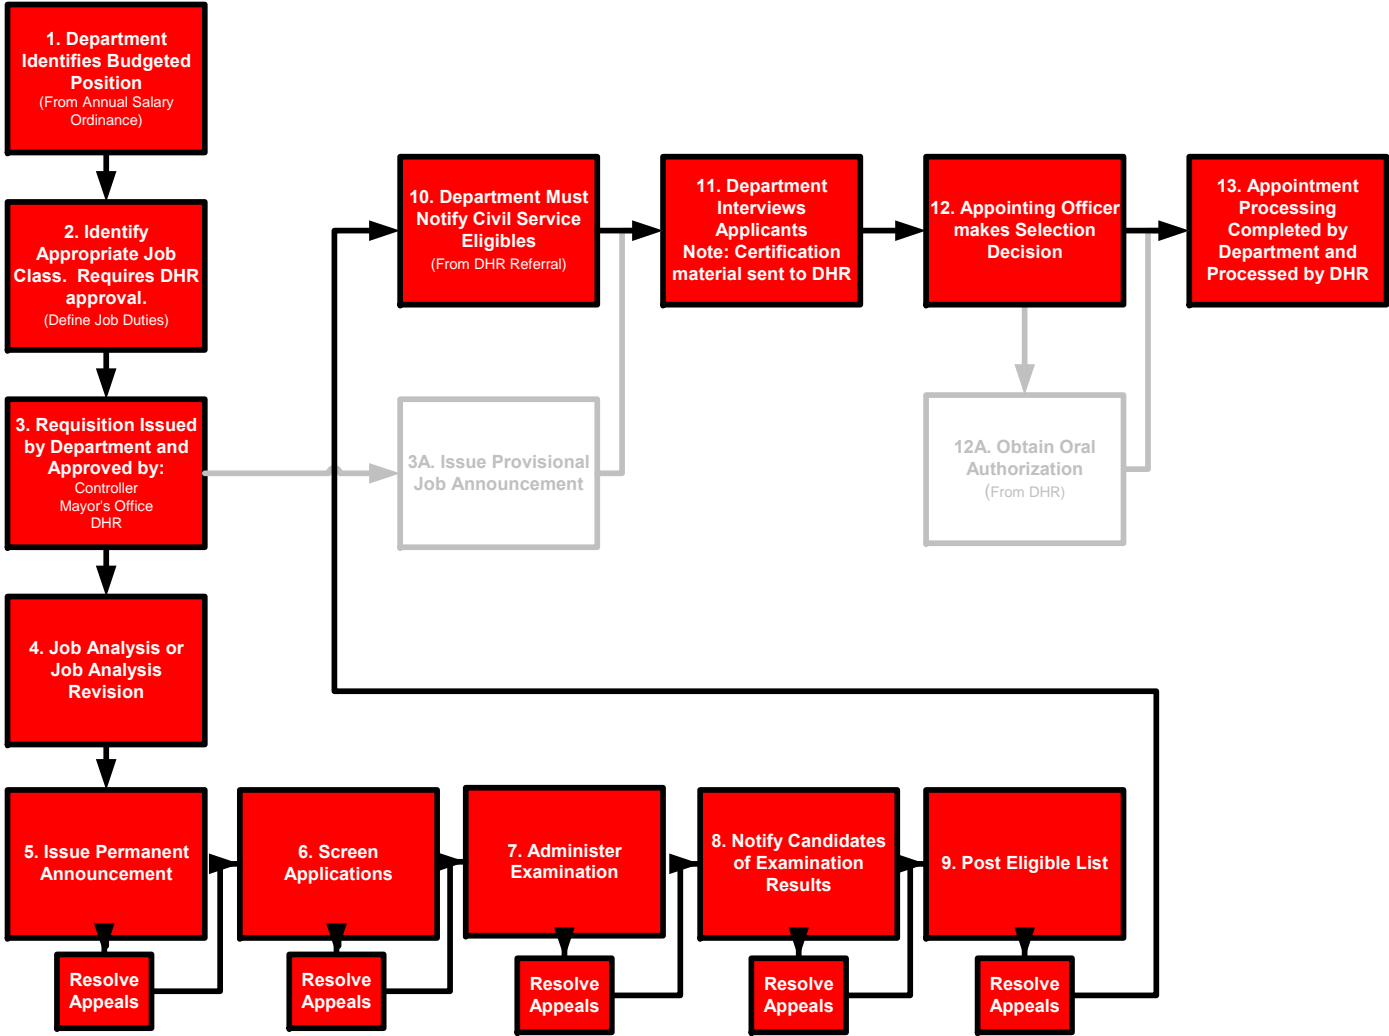 1. Department
Identifies Budgeted
Position
(From Annual Salary
Ordinance)
2. Identify
Appropriate Job
Class.  Requires DHR
approval.
(Define Job Duties)
3. Requisition Issued
by Department and
Approved by:
Controller
Mayor's Office
DHR
3A. Issue Provisional
Job Announcement
4. Job Analysis or
Job Analysis
Revision
5. Issue Permanent
Announcement
Resolve
Appeals
6. Screen
Applications
Resolve
Appeals
7. Administer
Examination
Resolve
Appeals
8. Notify Candidates
of Examination
Results
Resolve
Appeals
9. Post Eligible List
Resolve
Appeals
10. Department Must
Notify Civil Service
Eligibles
(From DHR Referral)
11. Department
Interviews
Applicants
Note: Certification
material sent to DHR
12. Appointing Officer
makes Selection
Decision
12A. Obtain Oral
Authorization
(From DHR)
13. Appointment
Processing
Completed by
Department and
Processed by DHR